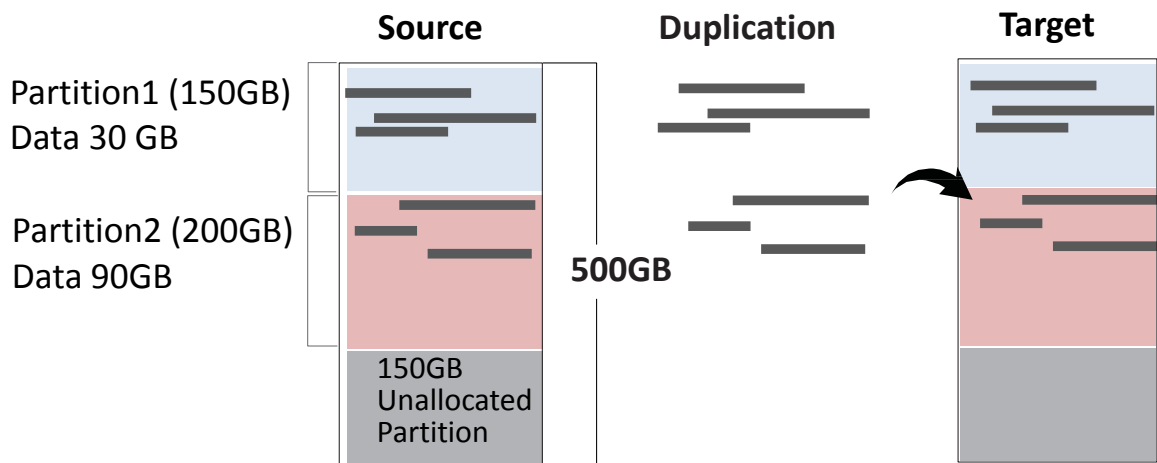 Source
Duplication
Target
Partition1 (150GB)
Data 30 GB
Partition2 (200GB)
Data 90GB
500GB
150GB
Unallocated
Partition